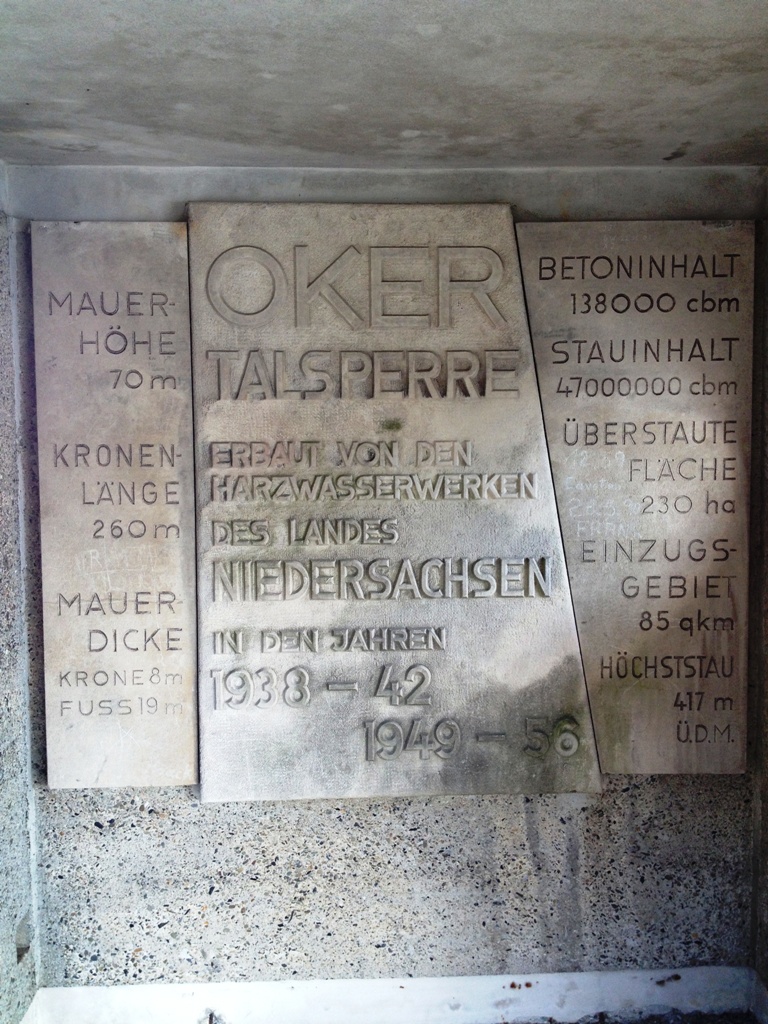 MAUER-
HÖHE
70 m
KRONEN-
LÄNGE
260 m
MAUER-
DICKE
KRONE 8 m
FUSS 19 m
OKER
TALSPERRE
ERBAUT VON DEN
HARZWASSERWERKEN
DES LANDES
NIEDERSACHSEN
IN DEN JAHREN
1938 – 42
1949 – 56
BETONINHALT
138000 cbm
STAUINHALT
47000000 cbm
ÜBERSTAUTE
FLÄCHE
230 ha
EINZUGS-
GEBIET
85 qkm
HÖCHSTSTAU
417 m
Ü.D.M.